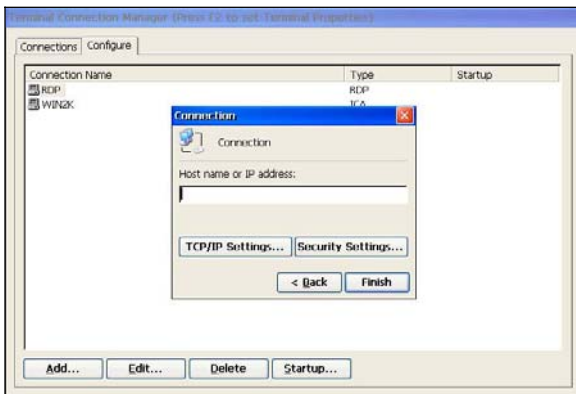 Terminal Connection Manager (Press F2 to set Terminal Properties)
Connections Configure
Connection Name Type Startup
RDP RDP
WIN2K ICA
Connection
Connection
Host name or IP address:
TCP/IP Settings... Security Settings...
< Back Finish
Add... Edit... Delete Startup...